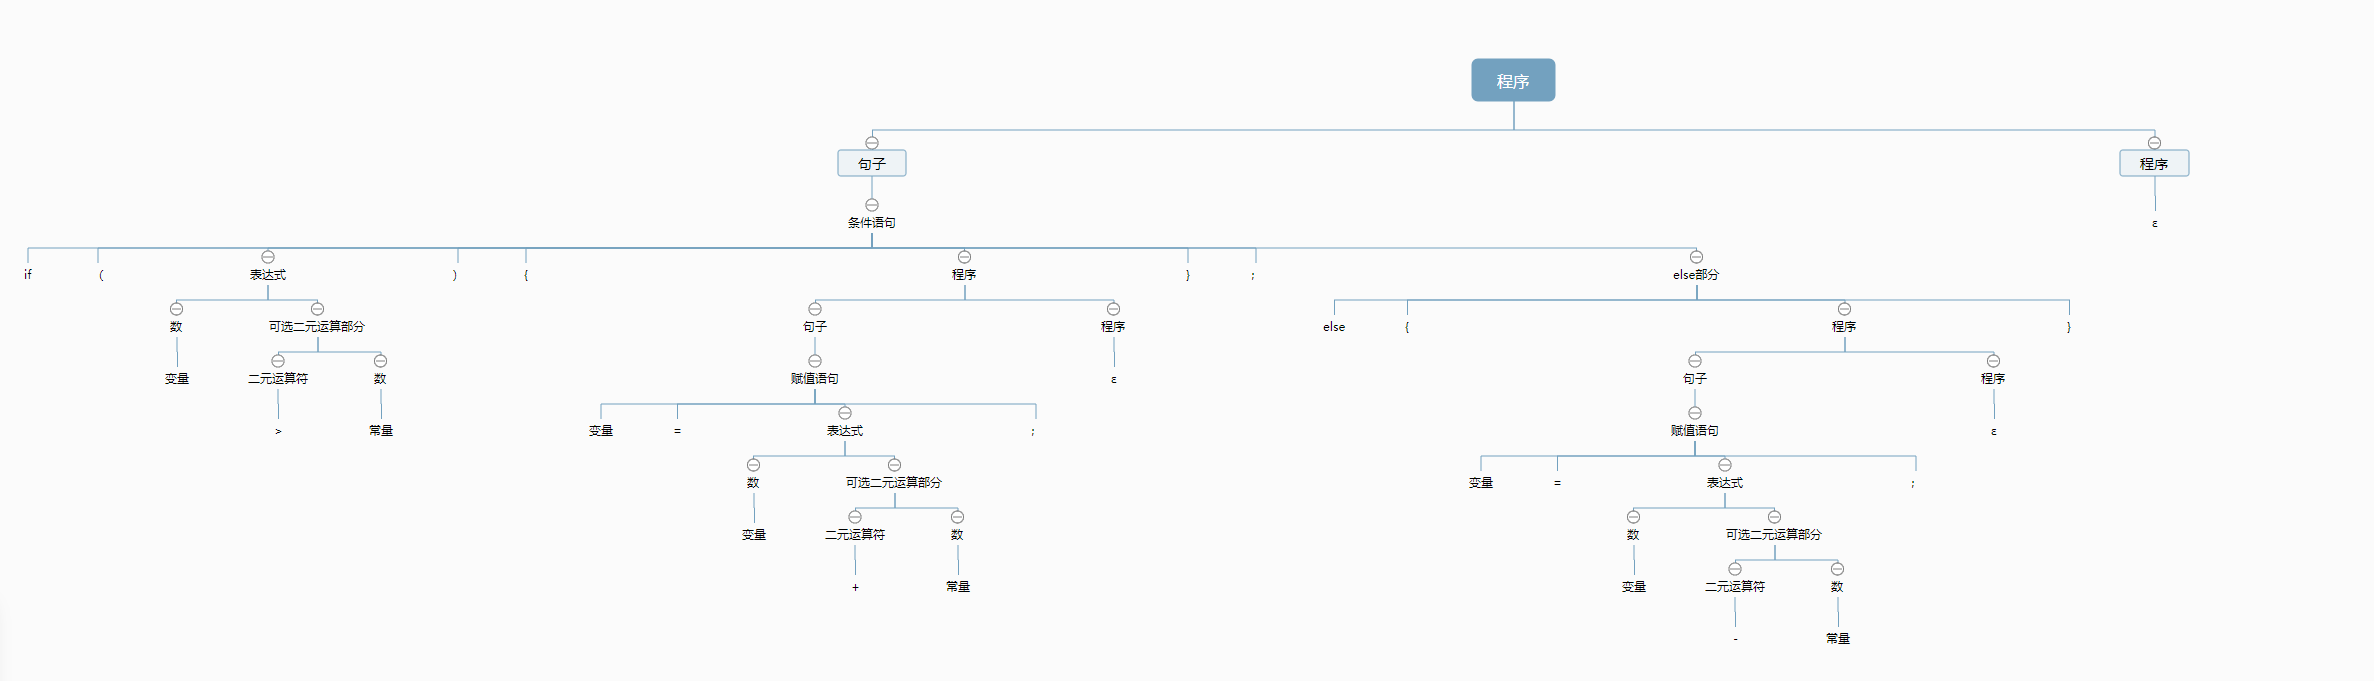 程序
句子
程序
条件语句
ε
if
(
表达式
)
{
程序
}
;
else部分
数
可选二元运算部分
句子
程序
else
{
程序
}
变量
二元运算符
数
赋值语句
ε
句子
程序
>
常量
变量
=
表达式
;
赋值语句
ε
数
可选二元运算部分
变量
=
表达式
;
变量
二元运算符
数
数
可选二元运算部分
+
常量
变量
二元运算符
数
-
常量